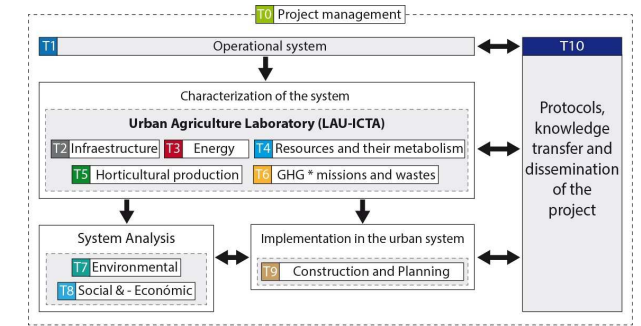 T0 Project management
T1 Operational system
T10
Characterization of the system
Urban Agriculture Laboratory (LAU-ICTA)
T2 Infraestructure T3 Energy T4 Resources and their metabolism
T5 Horticultural production T6 GHG * missions and wastes
Protocols,
knowledge
transfer and
dissemination
of the
project
System Analysis
T7 Environmental
T8 Social & - Económic
Implementation in the urban system
T9 Construction and Planning